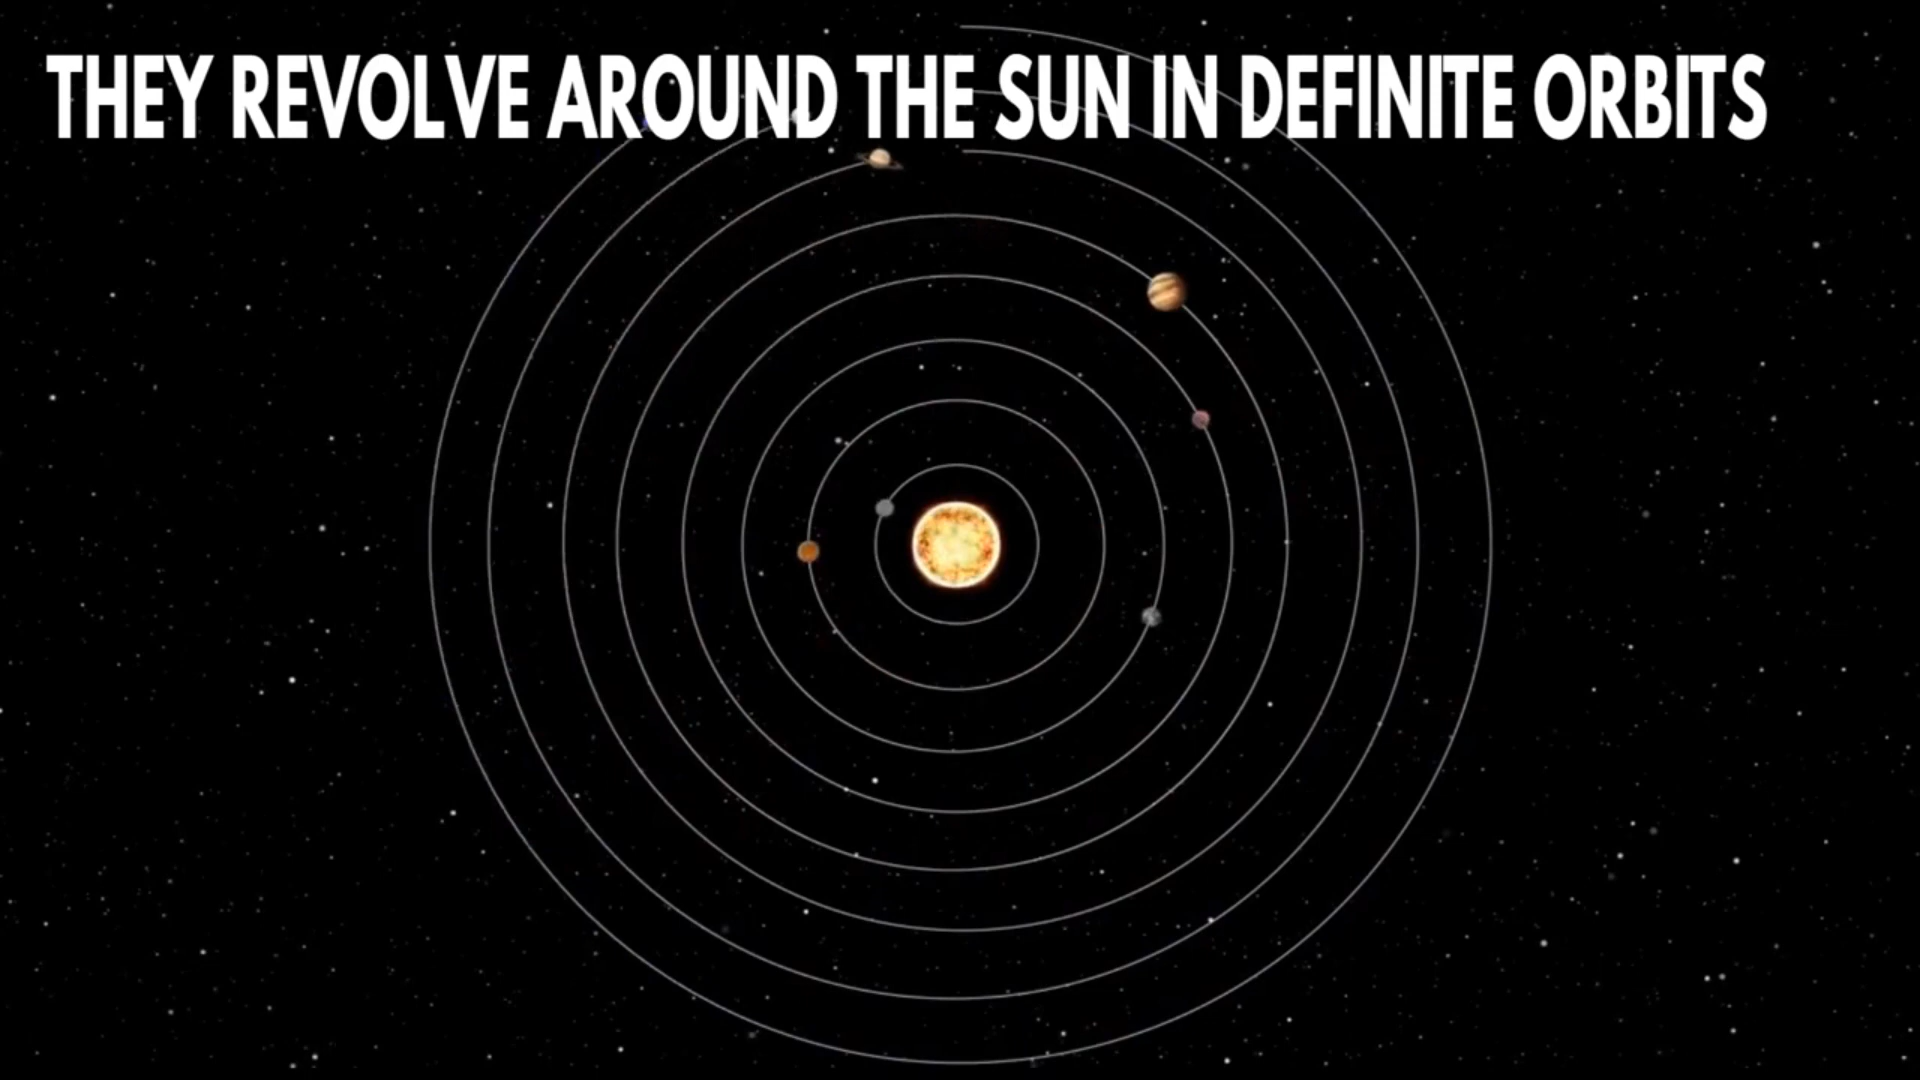 THEY REVOLVE AROUND THE SUN IN DEFINITE ORBITS